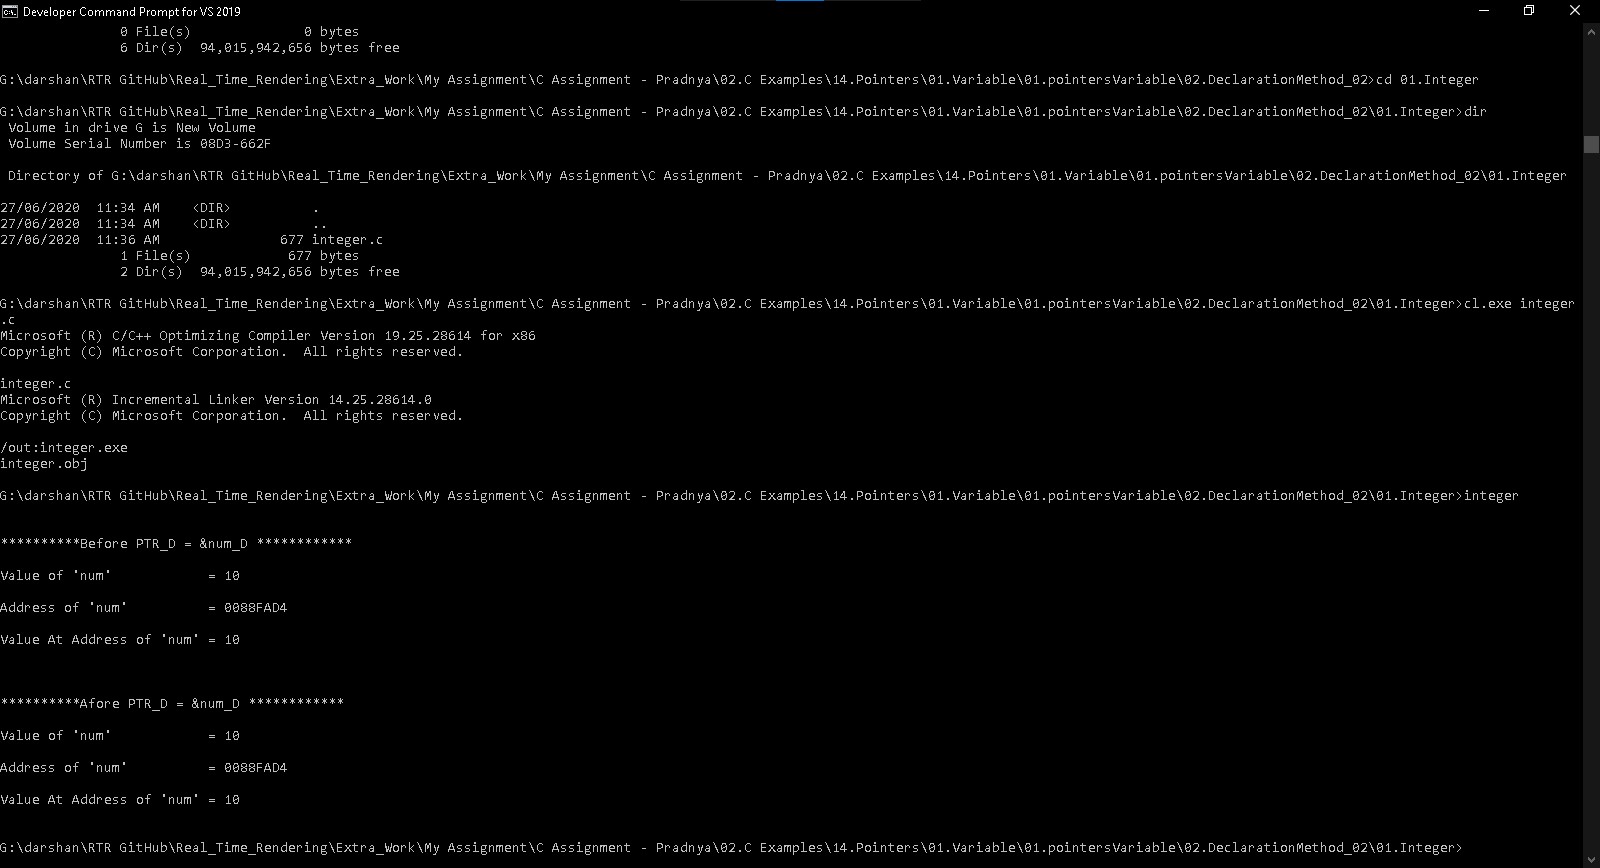 Developer Command Prompt for VS 2019
0 File(s)              0 bytes
6 Dir(s)  94,015,942,656 bytes free
G:\darshan\RTR GitHub\Real_Time_Rendering\Extra_Work\My Assignment\C Assignment - Pradnya\02.C Examples\14.Pointers\01.Variable\01.pointersVariable\02.DeclarationMethod_02>cd 01.Integer
G:\darshan\RTR GitHub\Real_Time_Rendering\Extra_Work\My Assignment\C Assignment - Pradnya\02.C Examples\14.Pointers\01.Variable\01.pointersVariable\02.DeclarationMethod_02\01.Integer>dir
Volume in drive G is New Volume
Volume Serial Number is 08D3-662F
Directory of G:\darshan\RTR GitHub\Real_Time_Rendering\Extra_Work\My Assignment\C Assignment - Pradnya\02.C Examples\14.Pointers\01.Variable\01.pointersVariable\02.DeclarationMethod_02\01.Integer
27/06/2020  11:34 AM    <DIR>          .
27/06/2020  11:34 AM    <DIR>          ..
27/06/2020  11:36 AM               677 integer.c
1 File(s)            677 bytes
2 Dir(s)  94,015,942,656 bytes free
G:\darshan\RTR GitHub\Real_Time_Rendering\Extra_Work\My Assignment\C Assignment - Pradnya\02.C Examples\14.Pointers\01.Variable\01.pointersVariable\02.DeclarationMethod_02\01.Integer>cl.exe integer
.c
Microsoft (R) C/C++ Optimizing Compiler Version 19.25.28614 for x86
Copyright (C) Microsoft Corporation.  All rights reserved.
integer.c
Microsoft (R) Incremental Linker Version 14.25.28614.0
Copyright (C) Microsoft Corporation.  All rights reserved.
/out:integer.exe
integer.obj
G:\darshan\RTR GitHub\Real_Time_Rendering\Extra_Work\My Assignment\C Assignment - Pradnya\02.C Examples\14.Pointers\01.Variable\01.pointersVariable\02.DeclarationMethod_02\01.Integer>integer
**********Before PTR_D = &num_D ************
Value of 'num'            = 10
Address of 'num'          = 0088FAD4
Value At Address of 'num' = 10
**********Afore PTR_D = &num_D ************
Value of 'num'            = 10
Address of 'num'          = 0088FAD4
Value At Address of 'num' = 10
G:\darshan\RTR GitHub\Real_Time_Rendering\Extra_Work\My Assignment\C Assignment - Pradnya\02.C Examples\14.Pointers\01.Variable\01.pointersVariable\02.DeclarationMethod_02\01.Integer>